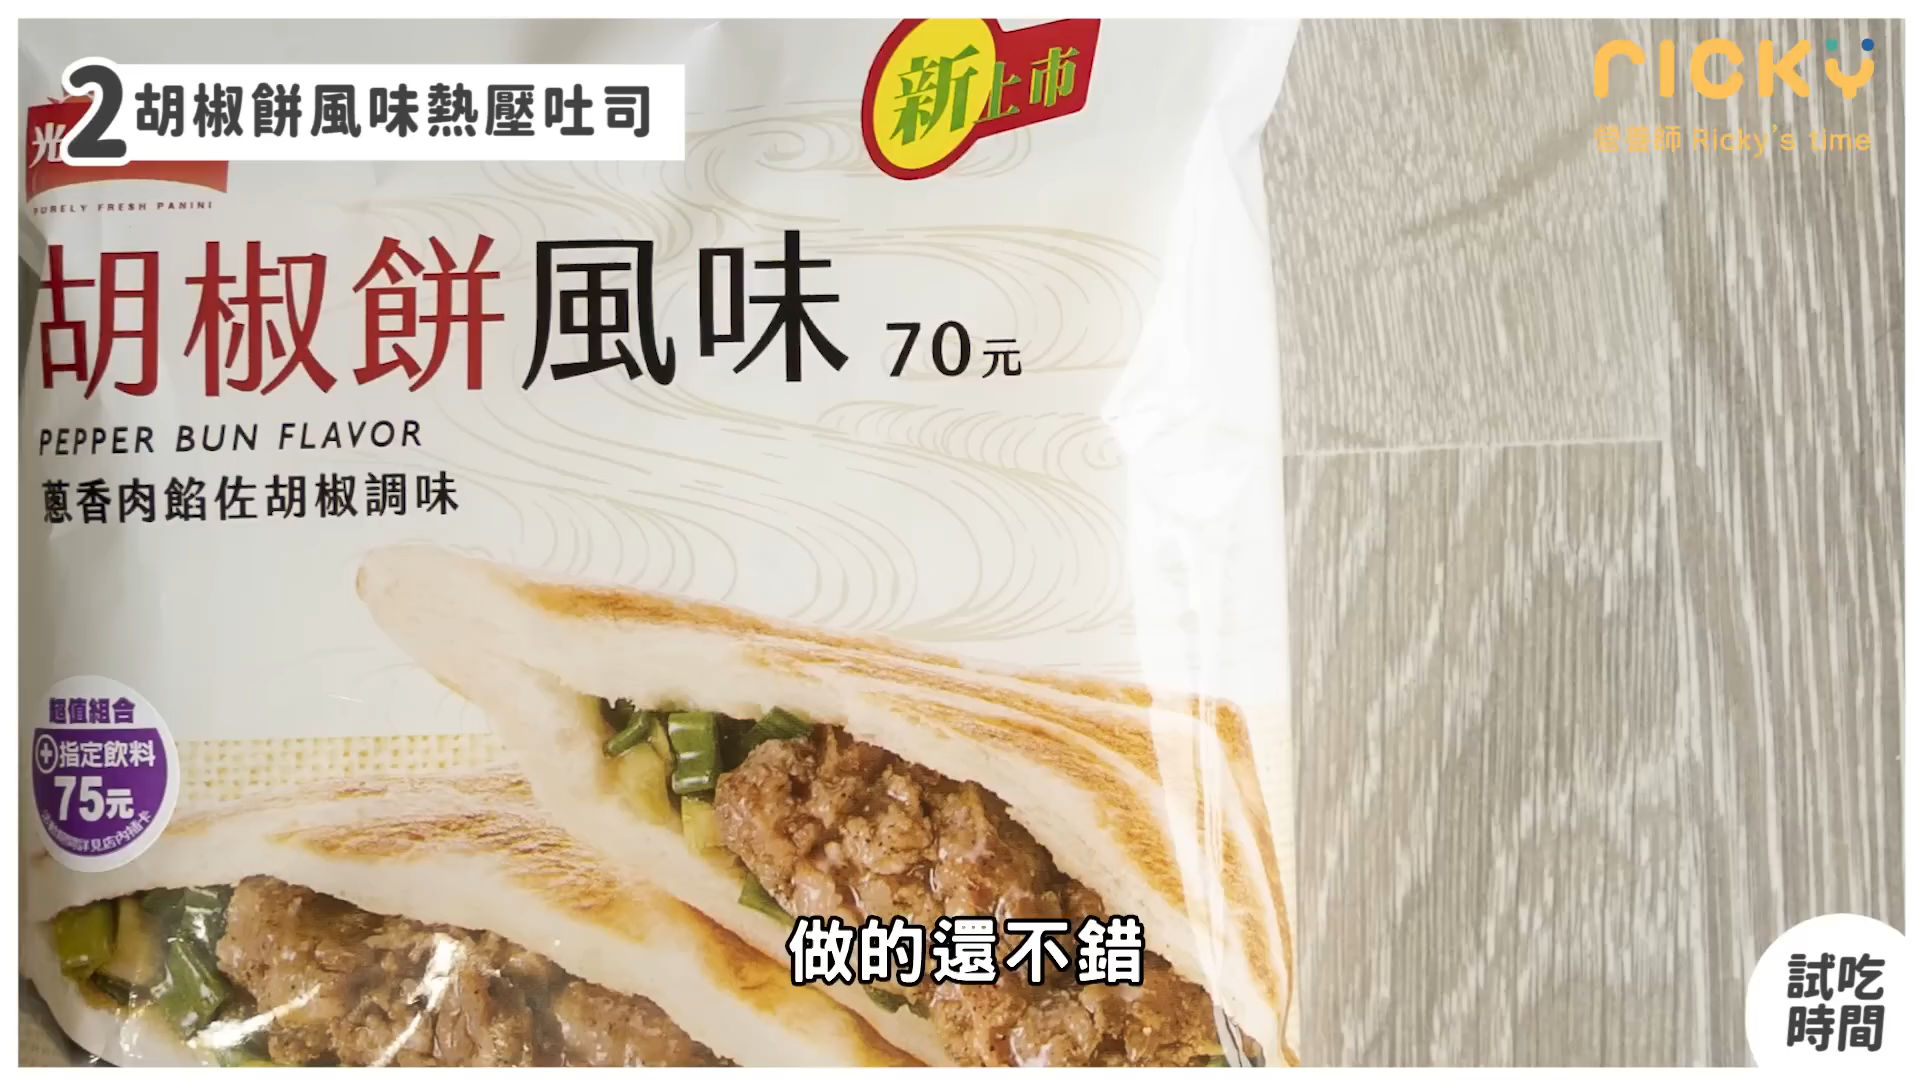 2 胡椒餅風味熱壓吐司
新上市
ricky
營養師 Ricky's time
光
PURELY FRESH PANINI
胡椒餅風味 70元
PEPPER BUN FLAVOR
蔥香肉餡佐胡椒調味
超值組合
+指定飲料
75元
做的還不錯
試吃
時間